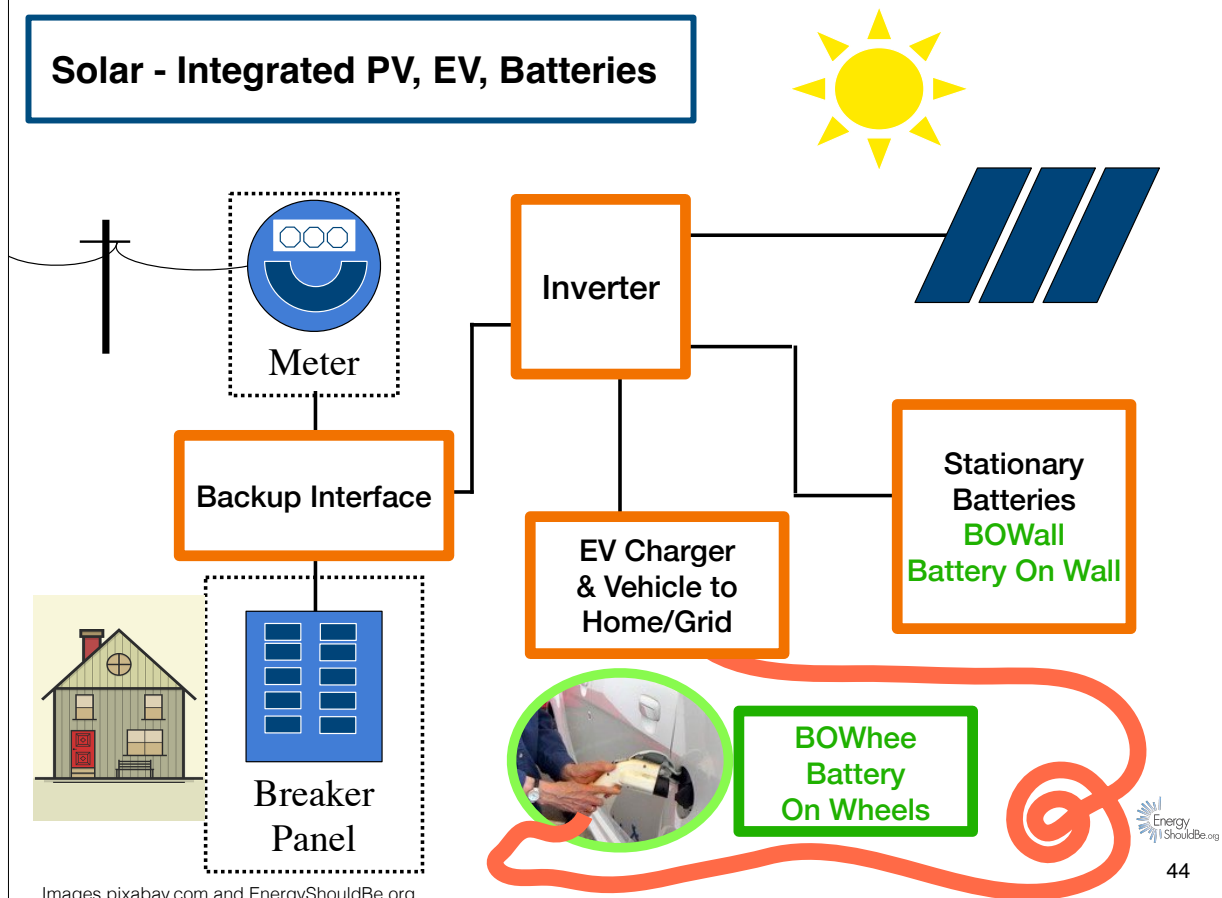 Solar - Integrated PV, EV, Batteries
Meter
Inverter
Backup Interface
Stationary
Batteries
BOWall
Battery On Wall
EV Charger
& Vehicle to
Home/Grid
BOWhee
Battery
On Wheels
Breaker
Panel
Energy
ShouldBe.org
44
Images pixabay.com and EnergyShouldBe.org